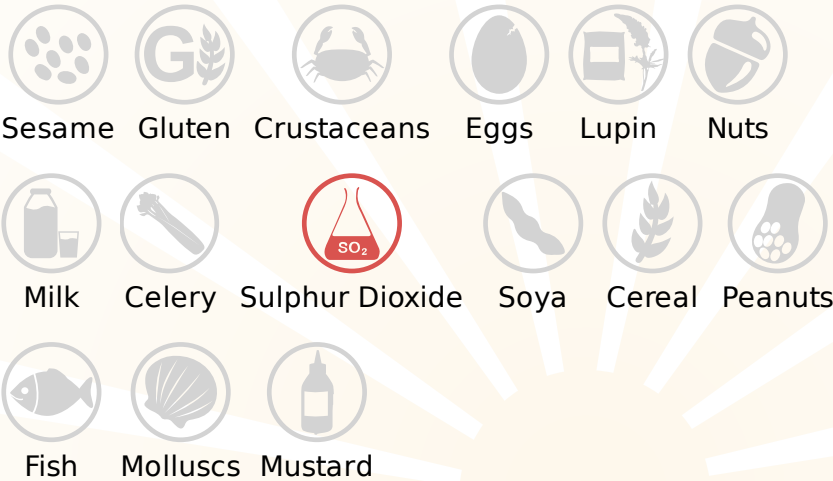 G
Sesame Gluten Crustaceans Eggs Lupin Nuts
SO₂
Milk Celery Sulphur Dioxide Soya Cereal Peanuts
Fish Molluscs Mustard